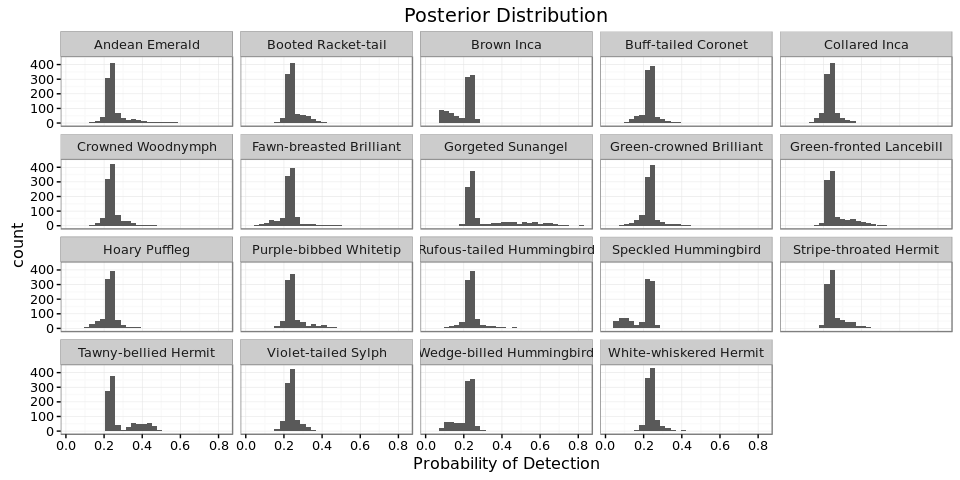 Posterior Distribution
Andean Emerald Booted Racket-tail Brown Inca Buff-tailed Coronet Collared Inca
400
300
200
100
0
Crowned Woodnymph Fawn-breasted Brilliant Gorgeted Sunangel Green-crowned Brilliant Green-fronted Lancebill
400
300
200
100
0
Hoary Puffleg Purple-bibbed Whitetip Rufous-tailed Hummingbird Speckled Hummingbird Stripe-throated Hermit
400
300
200
100
0
Tawny-bellied Hermit Violet-tailed Sylph Wedge-billed Hummingbird White-whiskered Hermit
400
300
200
100
0
count
0.0 0.2 0.4 0.6 0.8 0.0 0.2 0.4 0.6 0.8 0.0 0.2 0.4 0.6 0.8 0.0 0.2 0.4 0.6 0.8
Probability of Detection